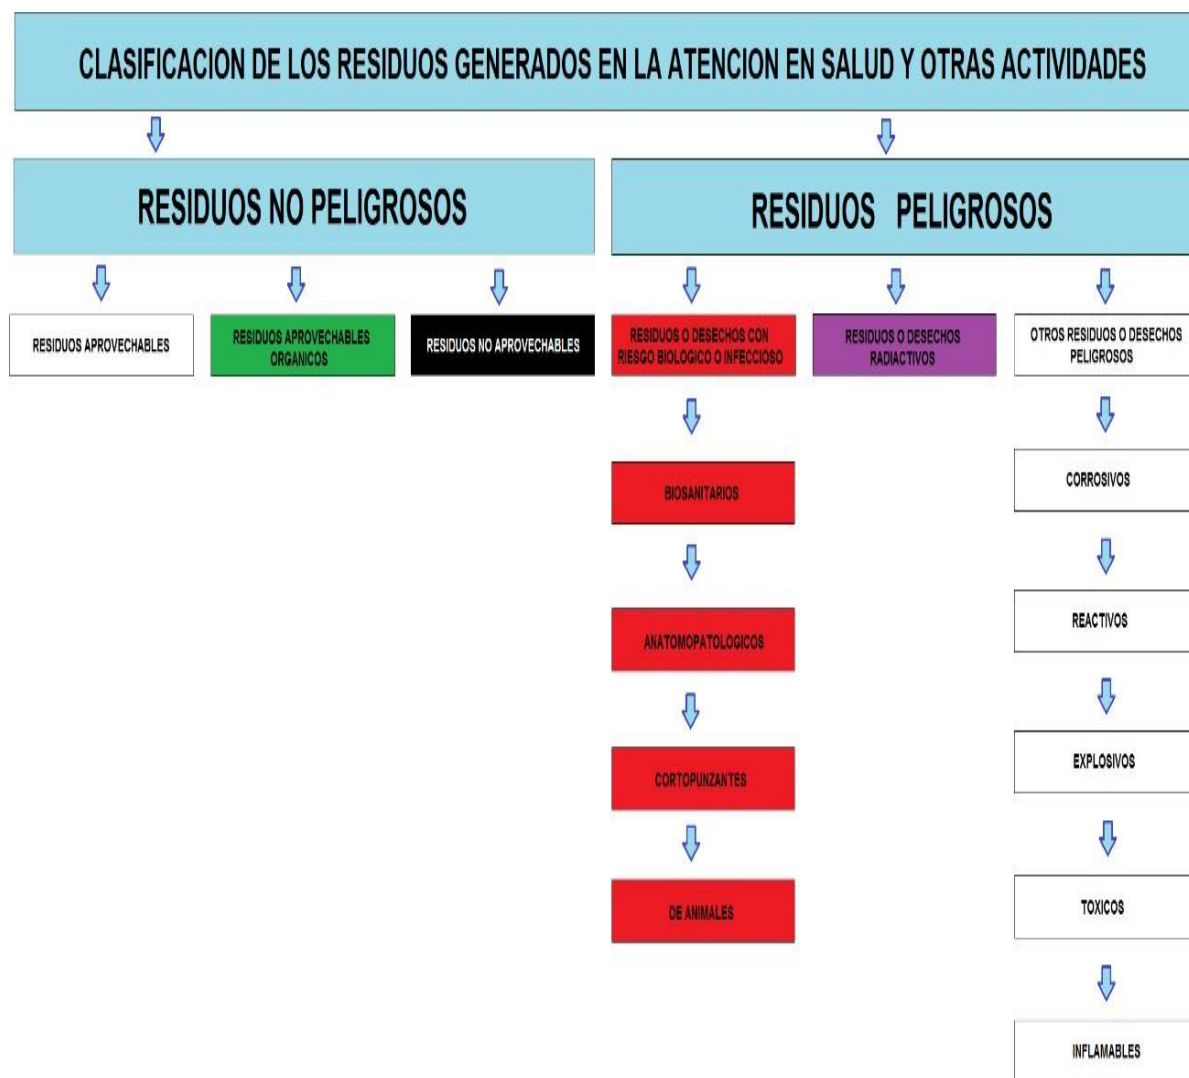 CLASIFICACION DE LOS RESIDUOS GENERADOS EN LA ATENCION EN SALUD Y OTRAS ACTIVIDADES
RESIDUOS NO PELIGROSOS
RESIDUOS PELIGROSOS
RESIDUOS APROVECHABLES
RESIDUOS APROVECHABLES
ORGANICOS
RESIDUOS NO APROVECHABLES
RESIDUOS O DESECHOS CON
RIESGO BIOLOGICO O INFECCIOSO
RESIDUOS O DESECHOS
RADIACTIVOS
OTROS RESIDUOS O DESECHOS
PELIGROSOS
BIOSANITARIOS
ANATOMOPATOLOGICOS
CORTOPUNZANTES
DE ANIMALES
CORROSIVOS
REACTIVOS
EXPLOSIVOS
TOXICOS
INFLAMABLES